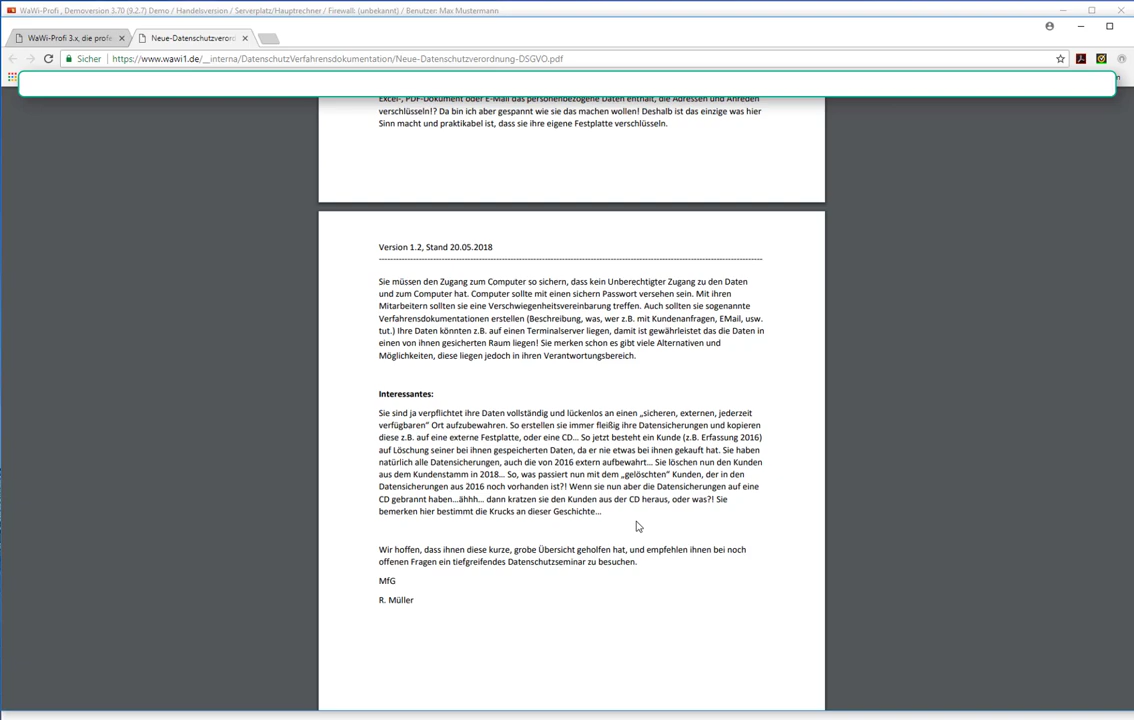 WaWi-Profi , Demoversion 3.70 (9.2.7) Demo / Handelsversion / Serverplatz/Hauptrechner / Firewall (unbekannt) / Benutzer: Max Mustermann
WaWi-Profi 3.x, die profe
Neue-Datenschutzverord
Sicher
https://www.wawi1.de/__interna/DatenschutzVerfahrensdokumentation/Neue-Datenschutzverordnung-DSGVO.pdf
Excel-, PDF-Dokument oder E-Mail das personenbezogene Daten enthält, die Adressen und Anreden
verschlüsseln!? Da bin ich aber gespannt wie sie das machen wollen! Deshalb ist das einzige was hier
Sinn macht und praktikabel ist, dass sie ihre eigene Festplatte verschlüsseln.
Version 1.2, Stand 20.05.2018
------------------------------------------------------------------------------------------------------------
Sie müssen den Zugang zum Computer so sichern, dass kein Unberechtigter Zugang zu den Daten
und zum Computer hat. Computer sollte mit einen sichern Passwort versehen sein. Mit ihren
Mitarbeitern sollten sie eine Verschwiegenheitsvereinbarung treffen. Auch sollten sie sogenannte
Verfahrensdokumentationen erstellen (Beschreibung, was, wer z.B. mit Kundenanfragen, EMail, usw.
tut.) Ihre Daten könnten z.B. auf einen Terminalserver liegen, damit ist gewährleistet das die Daten in
einen von ihnen gesicherten Raum liegen! Sie merken schon es gibt viele Alternativen und
Möglichkeiten, diese liegen jedoch in ihren Verantwortungsbereich.
Interessantes:
Sie sind ja verpflichtet ihre Daten vollständig und lückenlos an einen „sicheren, externen, jederzeit
verfügbaren“ Ort aufzubewahren. So erstellen sie immer fleißig ihre Datensicherungen und kopieren
diese z.B. auf eine externe Festplatte, oder eine CD… So jetzt besteht ein Kunde (z.B. Erfassung 2016)
auf Löschung seiner bei ihnen gespeicherten Daten, da er nie etwas bei ihnen gekauft hat. Sie haben
natürlich alle Datensicherungen, auch die von 2016 extern aufbewahrt… Sie löschen nun den Kunden
aus dem Kundenstamm in 2018… So, was passiert nun mit dem „gelöschten“ Kunden, der in den
Datensicherungen aus 2016 noch vorhanden ist?! Wenn sie nun aber die Datensicherungen auf eine
CD gebrannt haben…ähhh… dann kratzen sie den Kunden aus der CD heraus, oder was?! Sie
bemerken hier bestimmt die Krucks an dieser Geschichte…
Wir hoffen, dass ihnen diese kurze, grobe Übersicht geholfen hat, und empfehlen ihnen bei noch
offenen Fragen ein tiefgreifendes Datenschutzseminar zu besuchen.
MfG
R. Müller